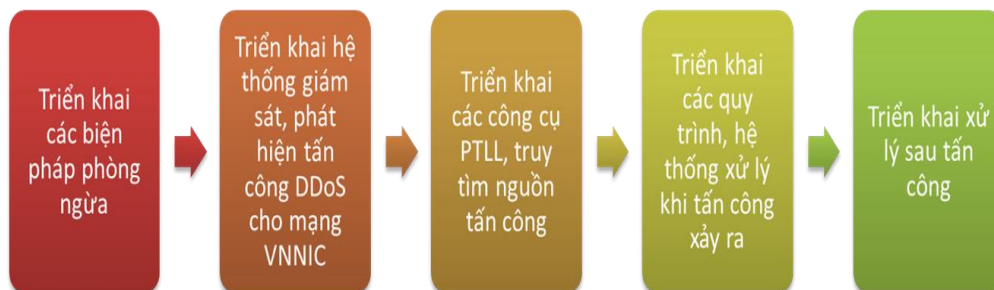 Triển khai
các biện
pháp phòng
ngừa
Triển khai hệ
thống giám
sát, phát
hiện tấn
công DDoS
cho mạng
VNNIC
Triển khai
các công cụ
PTLL, truy
tìm nguồn
tấn công
Triển khai
các quy
trình, hệ
thống xử lý
khi tấn công
xảy ra
Triển khai xử
lý sau tấn
công